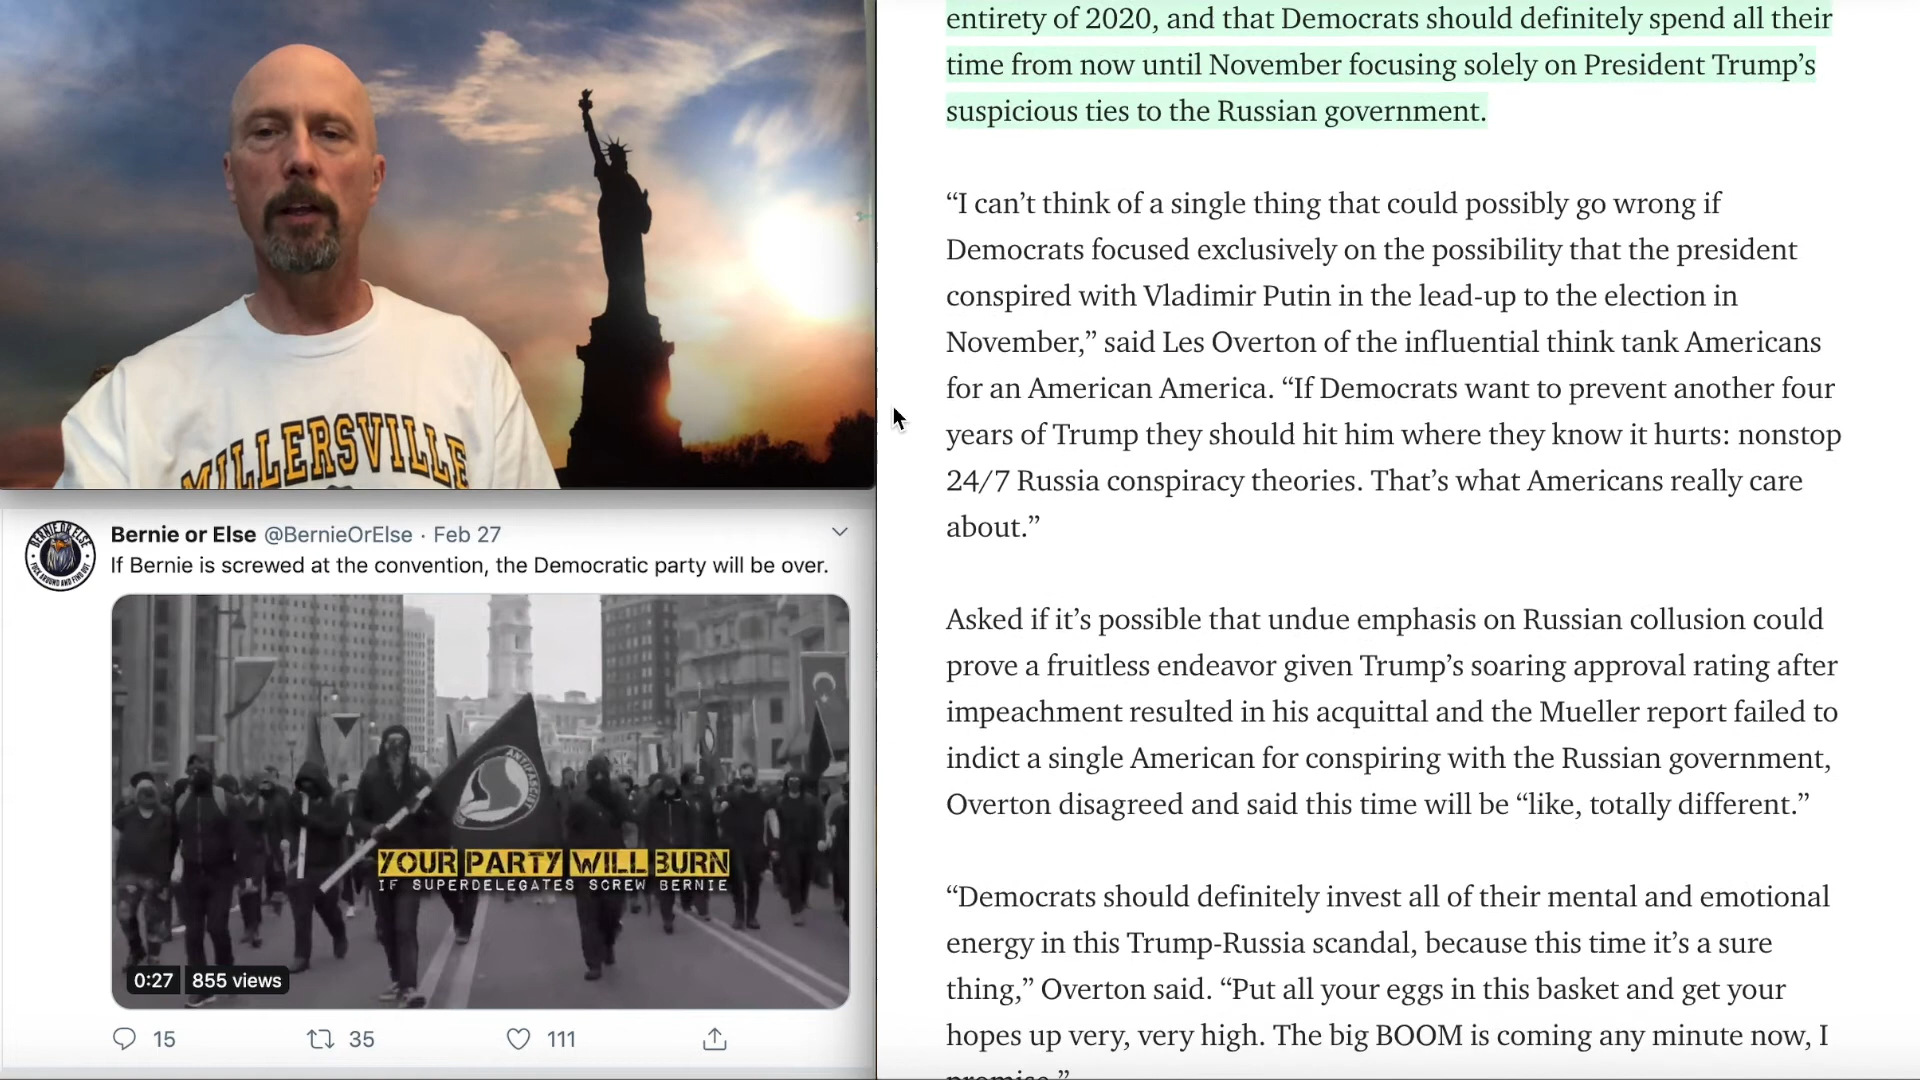 MILLERSVILLE
Bernie or Else @BernieOrElse · Feb 27
If Bernie is screwed at the convention, the Democratic party will be over.
BERNIE OR ELSE
FUCK AROUND AND FIND OUT
ANTIFASCIST
YOUR PARTY WILL BURN
IF SUPERDELEGATES SCREW BERNIE
0:27 855 views
15 35 111
entirety of 2020, and that Democrats should definitely spend all their
time from now until November focusing solely on President Trump’s
suspicious ties to the Russian government.
“I can’t think of a single thing that could possibly go wrong if
Democrats focused exclusively on the possibility that the president
conspired with Vladimir Putin in the lead-up to the election in
November,” said Les Overton of the influential think tank Americans
for an American America. “If Democrats want to prevent another four
years of Trump they should hit him where they know it hurts: nonstop
24/7 Russia conspiracy theories. That’s what Americans really care
about.”
Asked if it’s possible that undue emphasis on Russian collusion could
prove a fruitless endeavor given Trump’s soaring approval rating after
impeachment resulted in his acquittal and the Mueller report failed to
indict a single American for conspiring with the Russian government,
Overton disagreed and said this time will be “like, totally different.”
“Democrats should definitely invest all of their mental and emotional
energy in this Trump-Russia scandal, because this time it’s a sure
thing,” Overton said. “Put all your eggs in this basket and get your
hopes up very, very high. The big BOOM is coming any minute now, I
promise.”